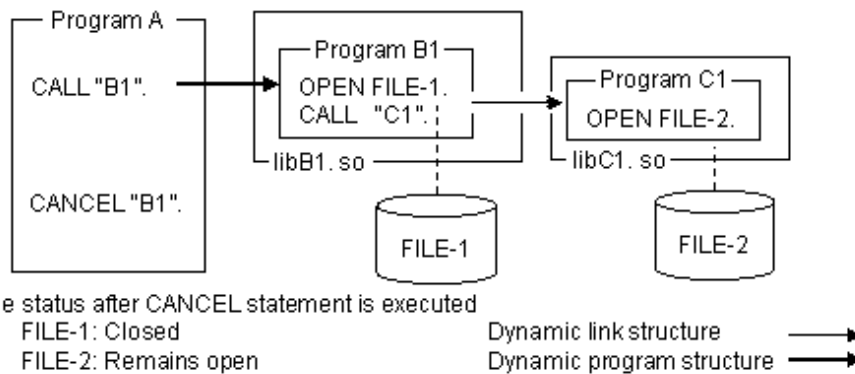 Program A
CALL "B1".
CANCEL "B1".
Program B1
OPEN FILE-1.
CALL "C1".
libB1. so
Program C1
OPEN FILE-2.
libC1. so
FILE-1
FILE-2
e status after CANCEL statement is executed
FILE-1: Closed
FILE-2: Remains open
Dynamic link structure
Dynamic program structure